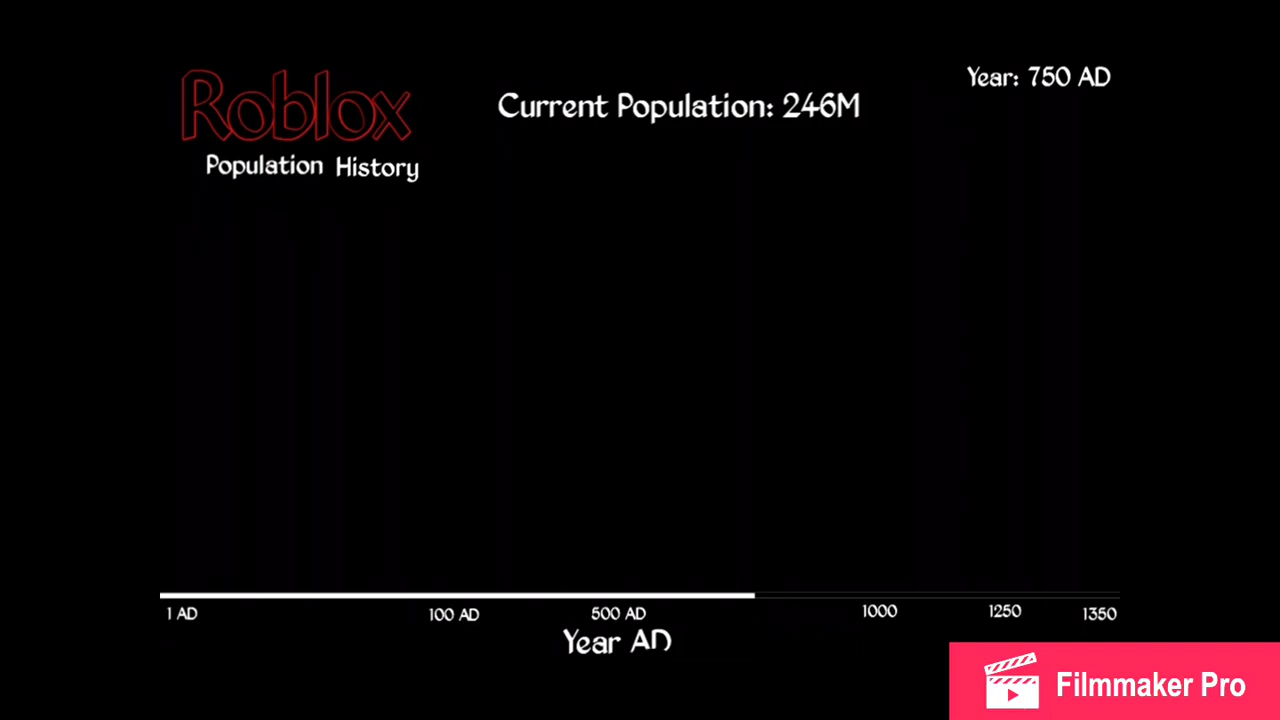 Roblox
Population History
Current Population: 246M
Year: 750 AD
1 AD 100 AD 500 AD 1000 1250 1350
Year AD
Filmmaker Pro